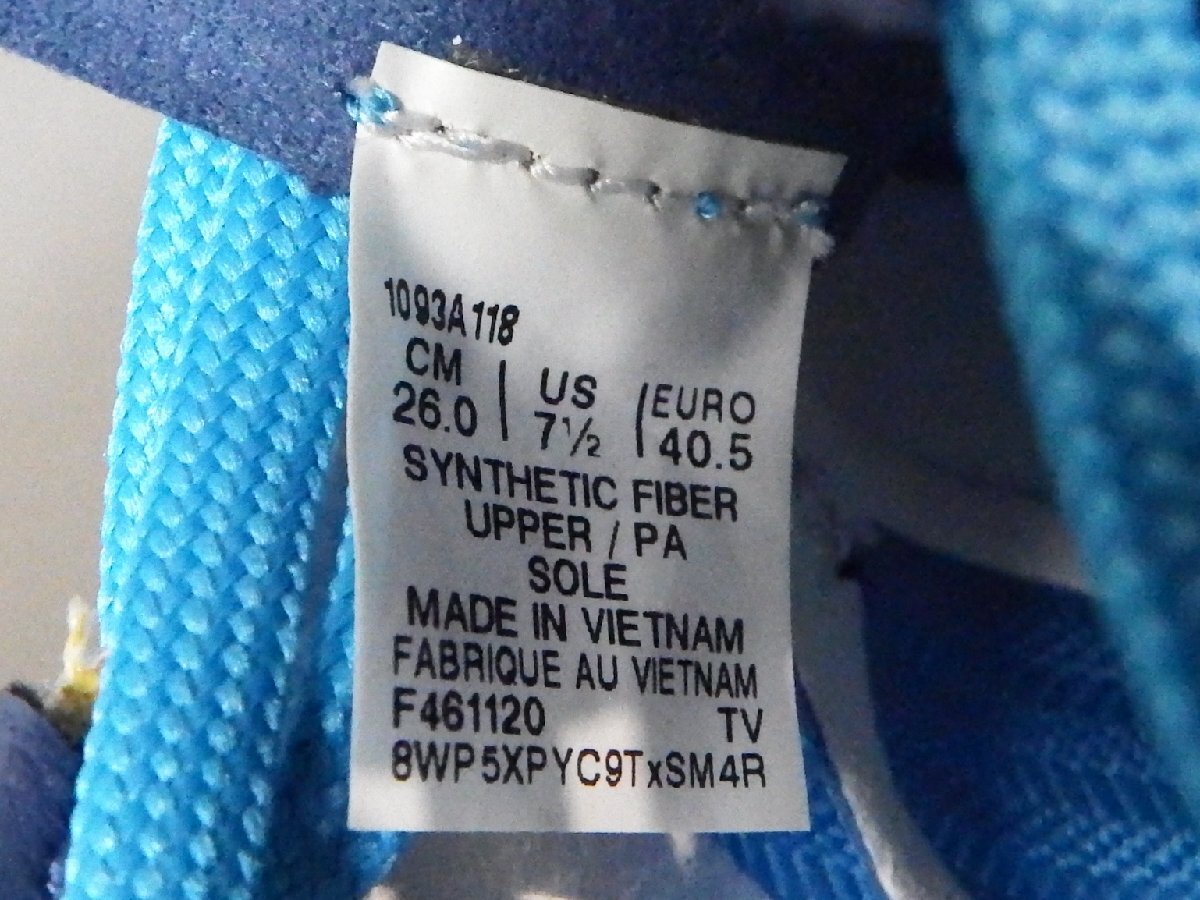 1093A118
CM | US | EURO
26.0 | 7½ | 40.5
SYNTHETIC FIBER
UPPER / PA
SOLE
MADE IN VIETNAM
FABRIQUE AU VIETNAM
F461120 TV
8WP5XPYC9TxSM4R